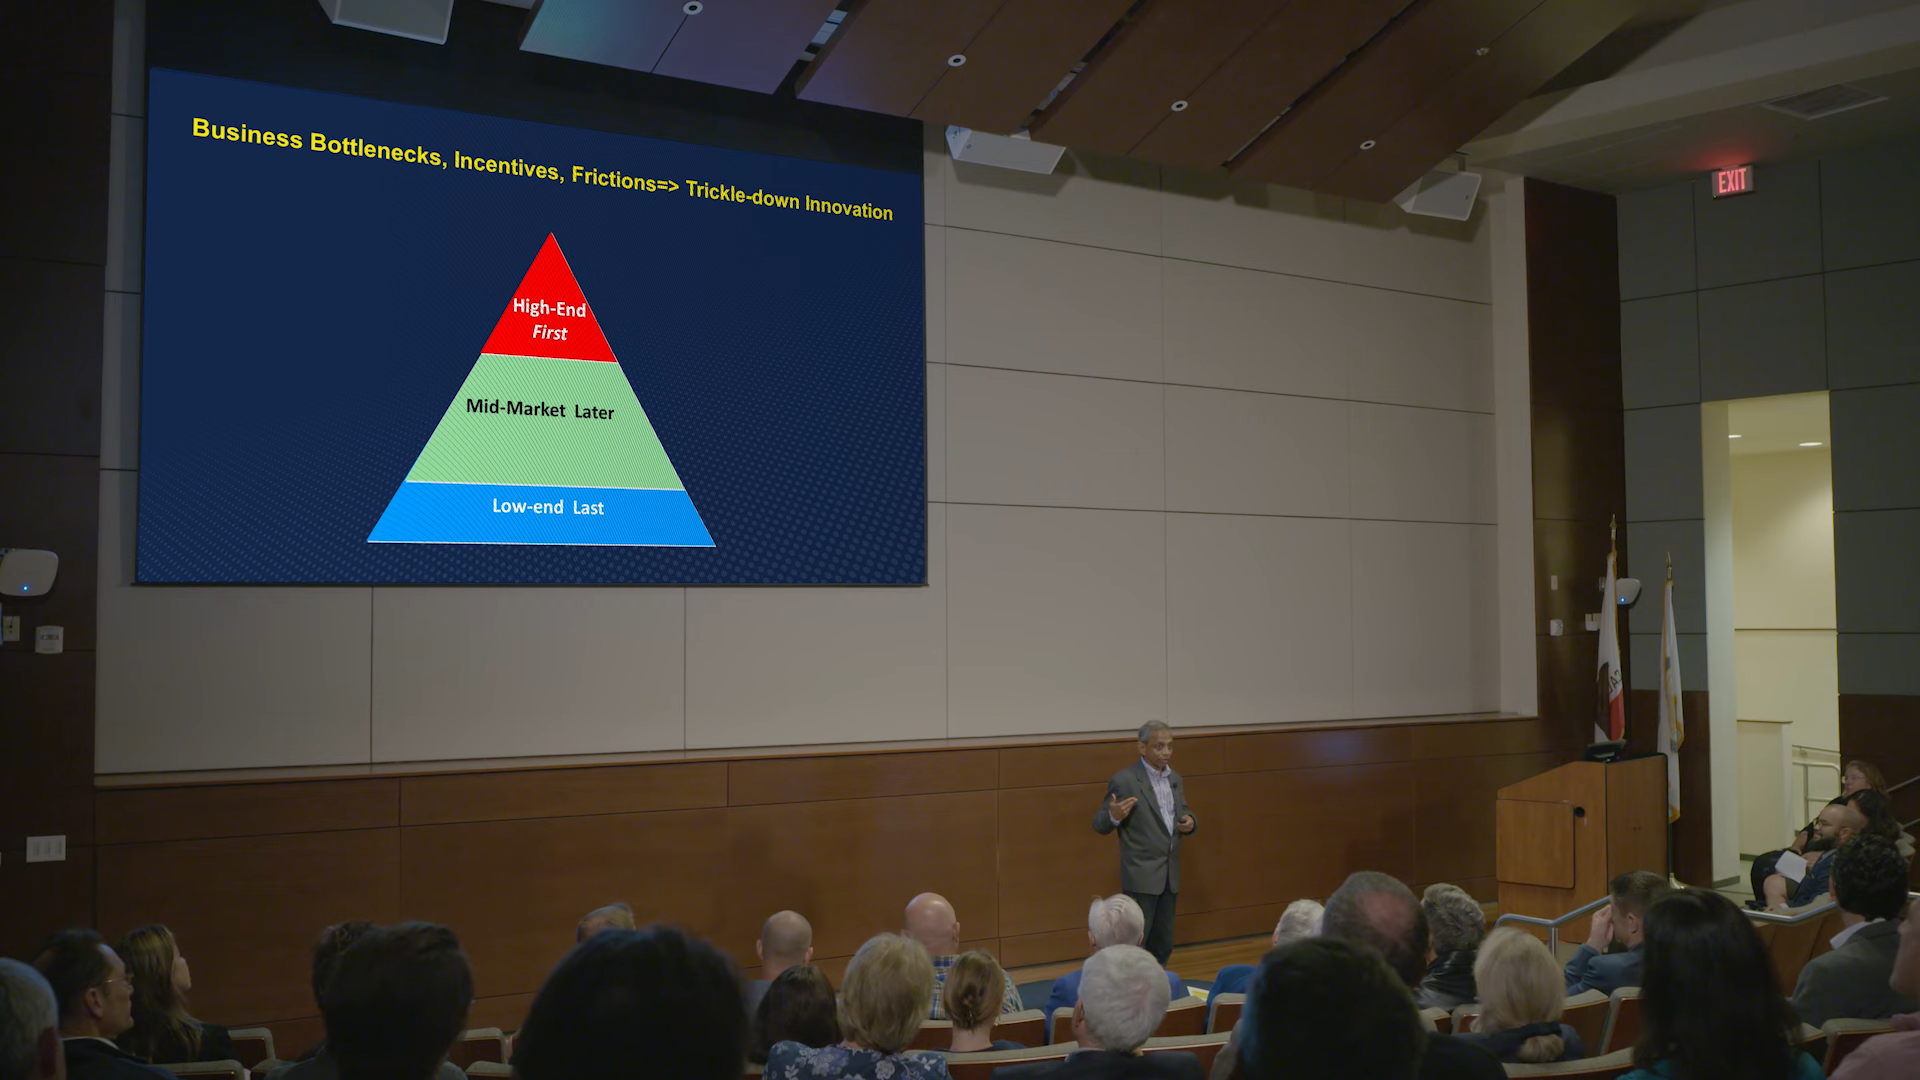 Business Bottlenecks, Incentives, Frictions=> Trickle-down Innovation
High-End
First
Mid-Market Later
Low-end Last
EXIT